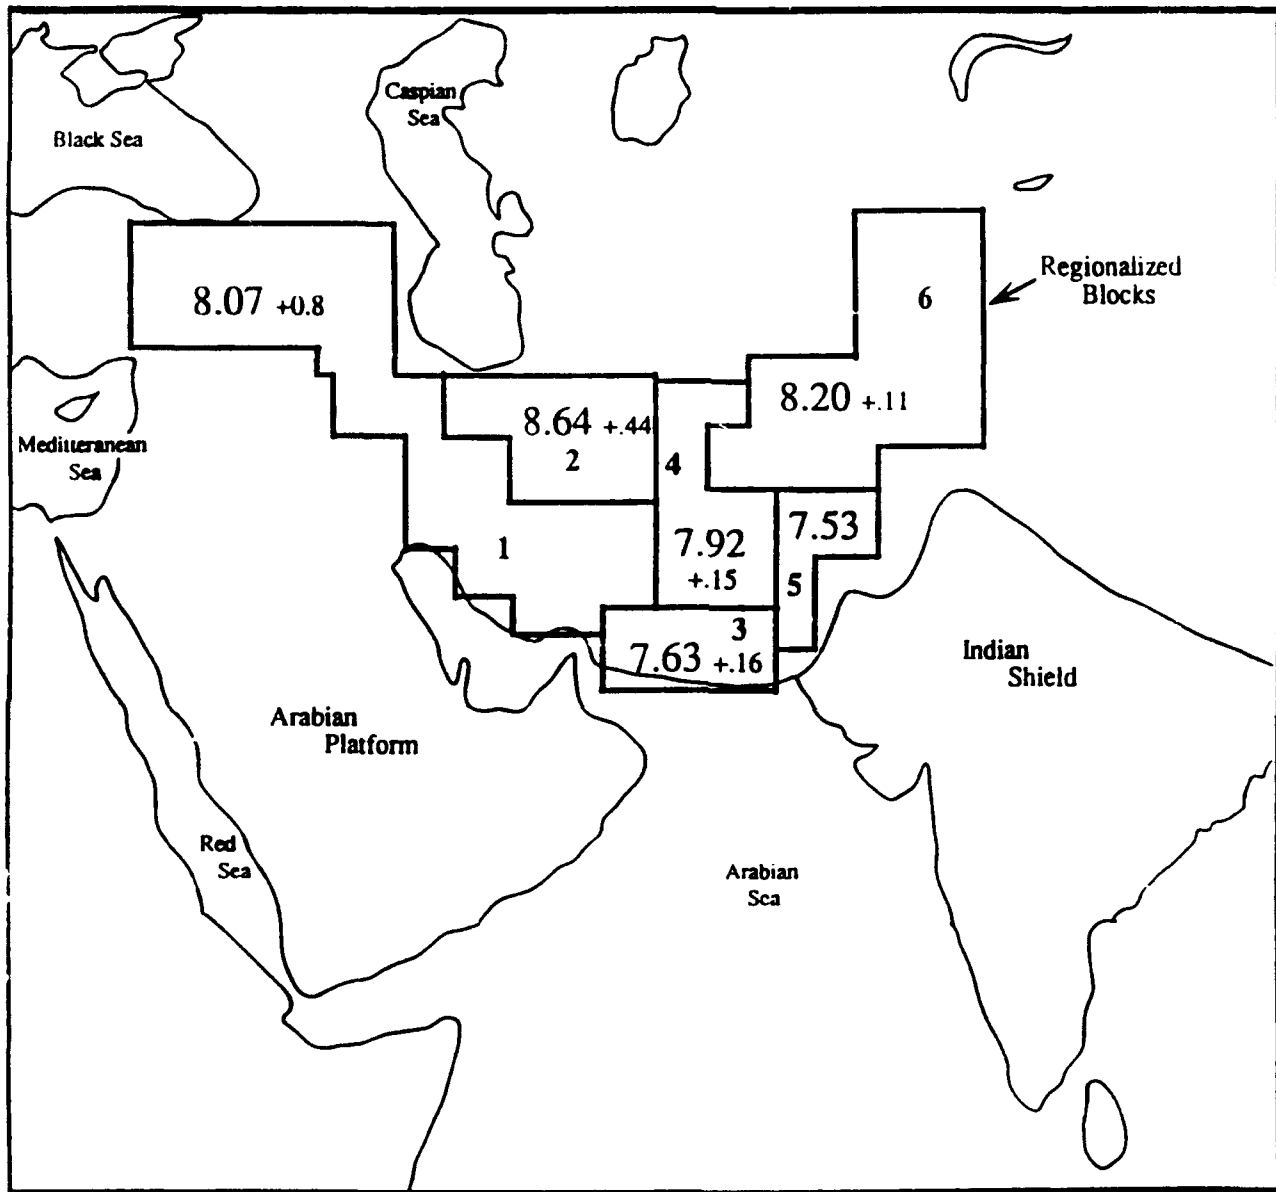 Caspian
Sea
Black Sea
Regionalized
Blocks
6
8.07 +0.8
8.20 +.11
8.64 +.44
2
4
Mediterranean
Sea
7.53
7.92
+.15
1
5
3
7.63 +.16
Indian
Shield
Arabian
Platform
Red
Sea
Arabian
Sea